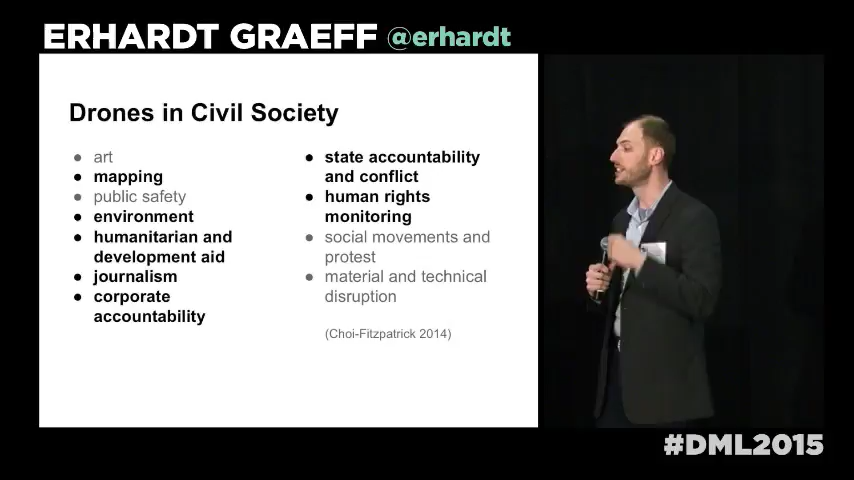 ERHARDT GRAEFF @erhardt
Drones in Civil Society
● art
● mapping
● public safety
● environment
● humanitarian and
development aid
● journalism
● corporate
accountability
● state accountability
and conflict
● human rights
monitoring
● social movements and
protest
● material and technical
disruption
(Choi-Fitzpatrick 2014)
#DML2015